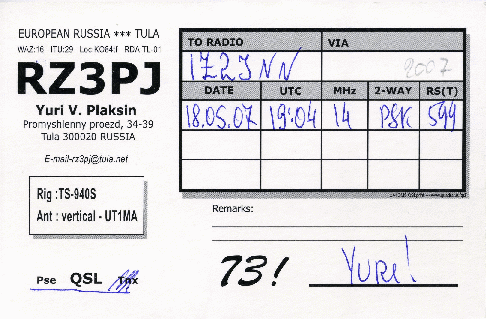 EUROPEAN RUSSIA *** TULA
WAZ:16 ITU:29 Loc KO84tf RDA TL-01
RZ3PJ
Yuri V. Plaksin
Promyshlenny proezd, 34-39
Tula 300020 RUSSIA
E-mail-rz3pj@tula.net
Rig :TS-940S
Ant : vertical - UT1MA
Pse QSL Tnx
TO RADIO VIA
IZ2JNN 2007
DATE UTC MHz 2-WAY RS(T)
18.05.07 19:04 14 PSK 599
Remarks:
73! Yuri!